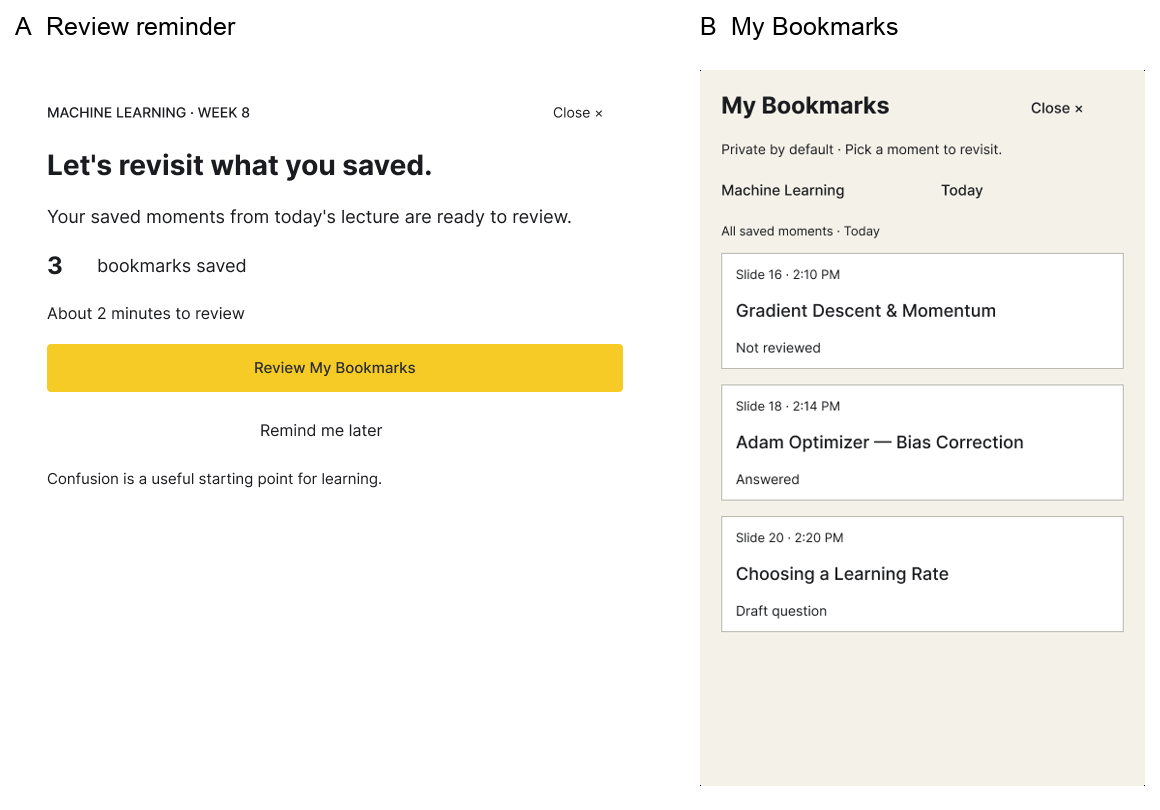 A Review reminder
MACHINE LEARNING · WEEK 8
Close ×
Let's revisit what you saved.
Your saved moments from today's lecture are ready to review.
3 bookmarks saved
About 2 minutes to review
Review My Bookmarks
Remind me later
Confusion is a useful starting point for learning.
B My Bookmarks
My Bookmarks
Close ×
Private by default · Pick a moment to revisit.
Machine Learning
Today
All saved moments · Today
Slide 16 · 2:10 PM
Gradient Descent & Momentum
Not reviewed
Slide 18 · 2:14 PM
Adam Optimizer — Bias Correction
Answered
Slide 20 · 2:20 PM
Choosing a Learning Rate
Draft question